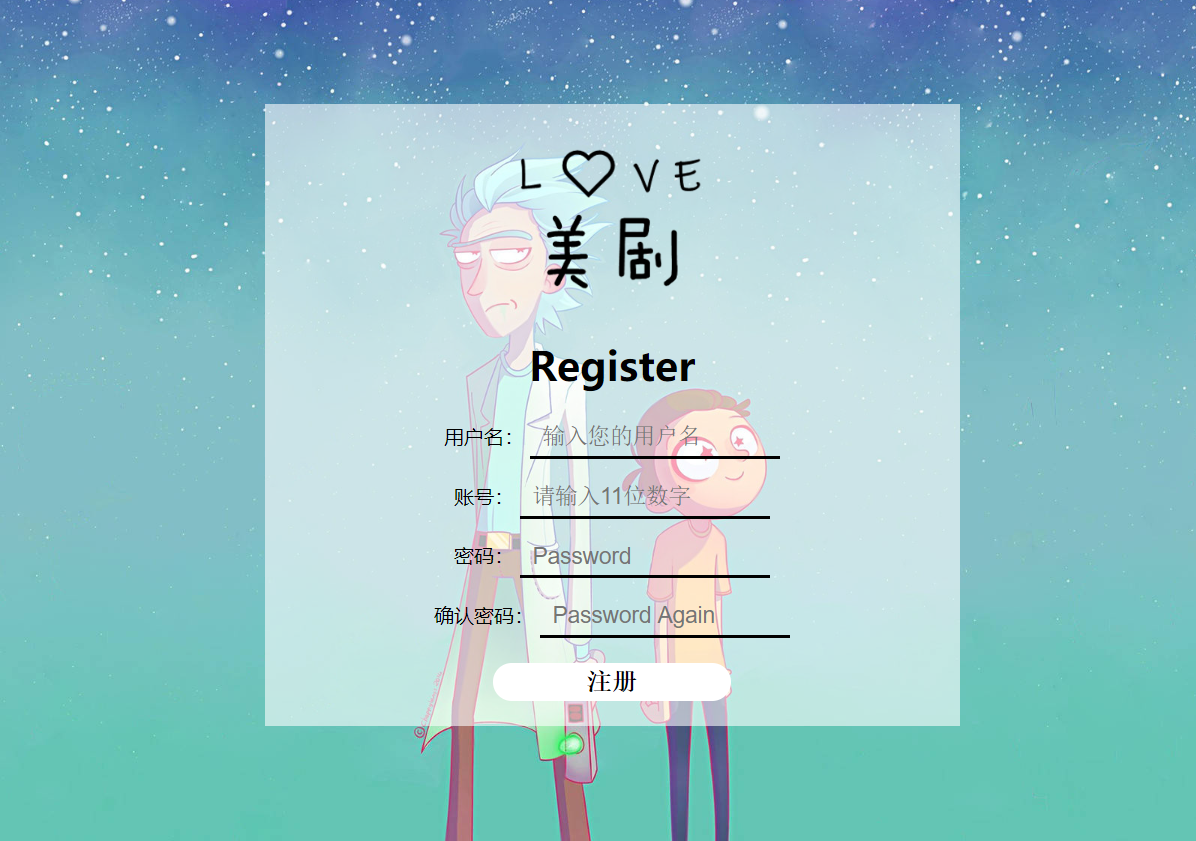 L♡VE
美剧
Register
用户名： 输入您的用户名
账号： 请输入11位数字
密码： Password
确认密码： Password Again
注册